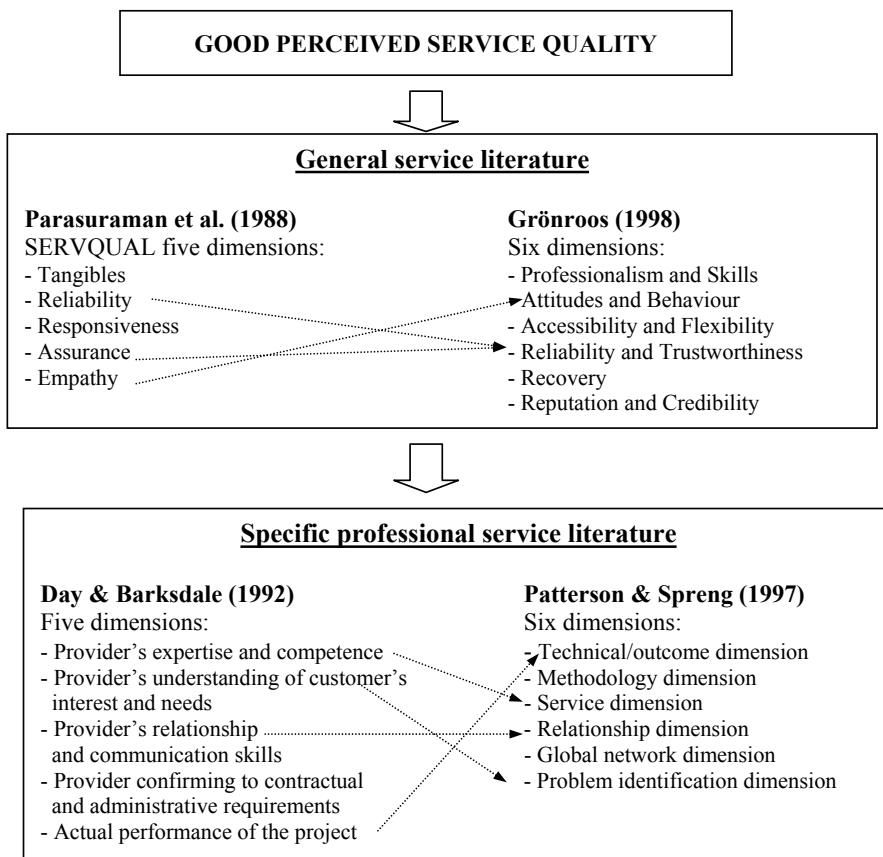 GOOD PERCEIVED SERVICE QUALITY
General service literature
Parasuraman et al. (1988)
SERVQUAL five dimensions:
- Tangibles
- Reliability
- Responsiveness
- Assurance
- Empathy
Grönroos (1998)
Six dimensions:
- Professionalism and Skills
- Attitudes and Behaviour
- Accessibility and Flexibility
- Reliability and Trustworthiness
- Recovery
- Reputation and Credibility
Specific professional service literature
Day & Barksdale (1992)
Five dimensions:
- Provider’s expertise and competence
- Provider’s understanding of customer’s
interest and needs
- Provider’s relationship
and communication skills
- Provider confirming to contractual
and administrative requirements
- Actual performance of the project
Patterson & Spreng (1997)
Six dimensions:
- Technical/outcome dimension
- Methodology dimension
- Service dimension
- Relationship dimension
- Global network dimension
- Problem identification dimension